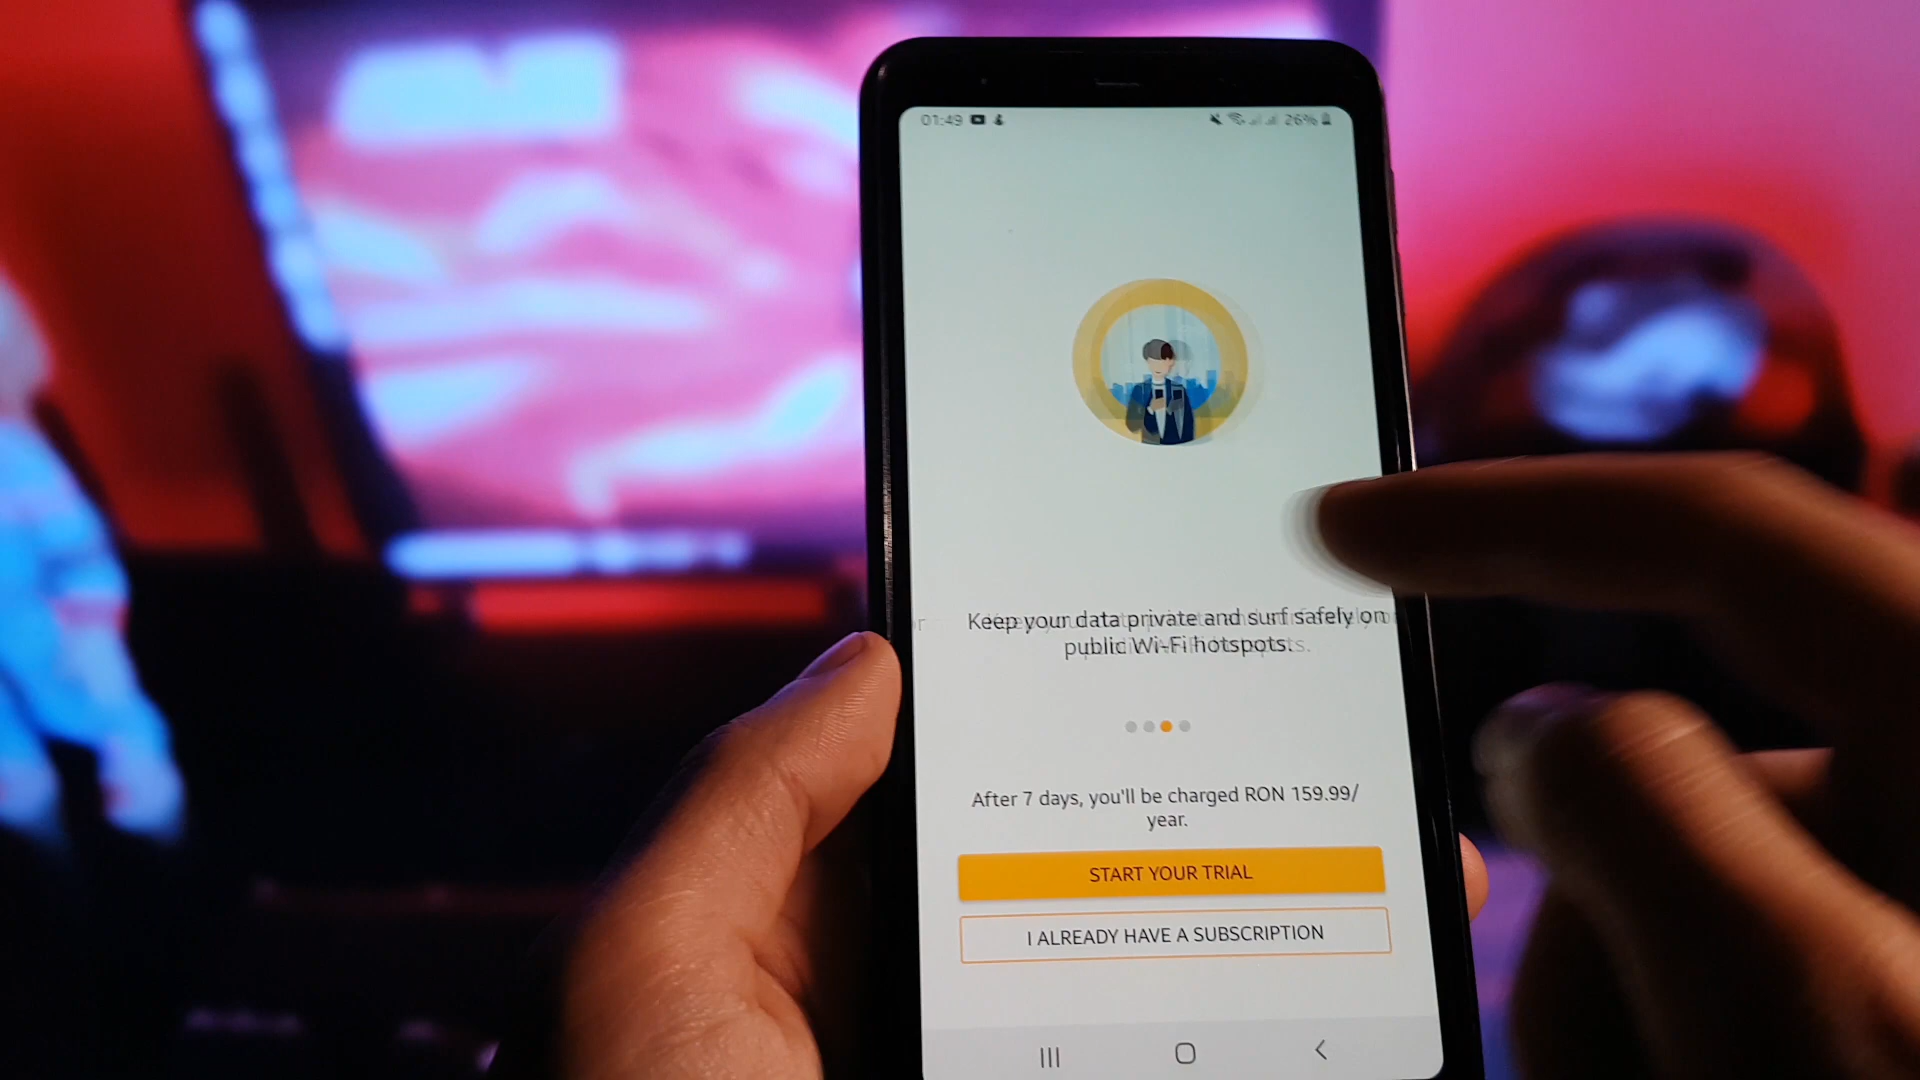 01:49
26%
Keep your data private and surf safely on
public Wi-Fi hotspots.
After 7 days, you'll be charged RON 159.99/
year.
START YOUR TRIAL
I ALREADY HAVE A SUBSCRIPTION